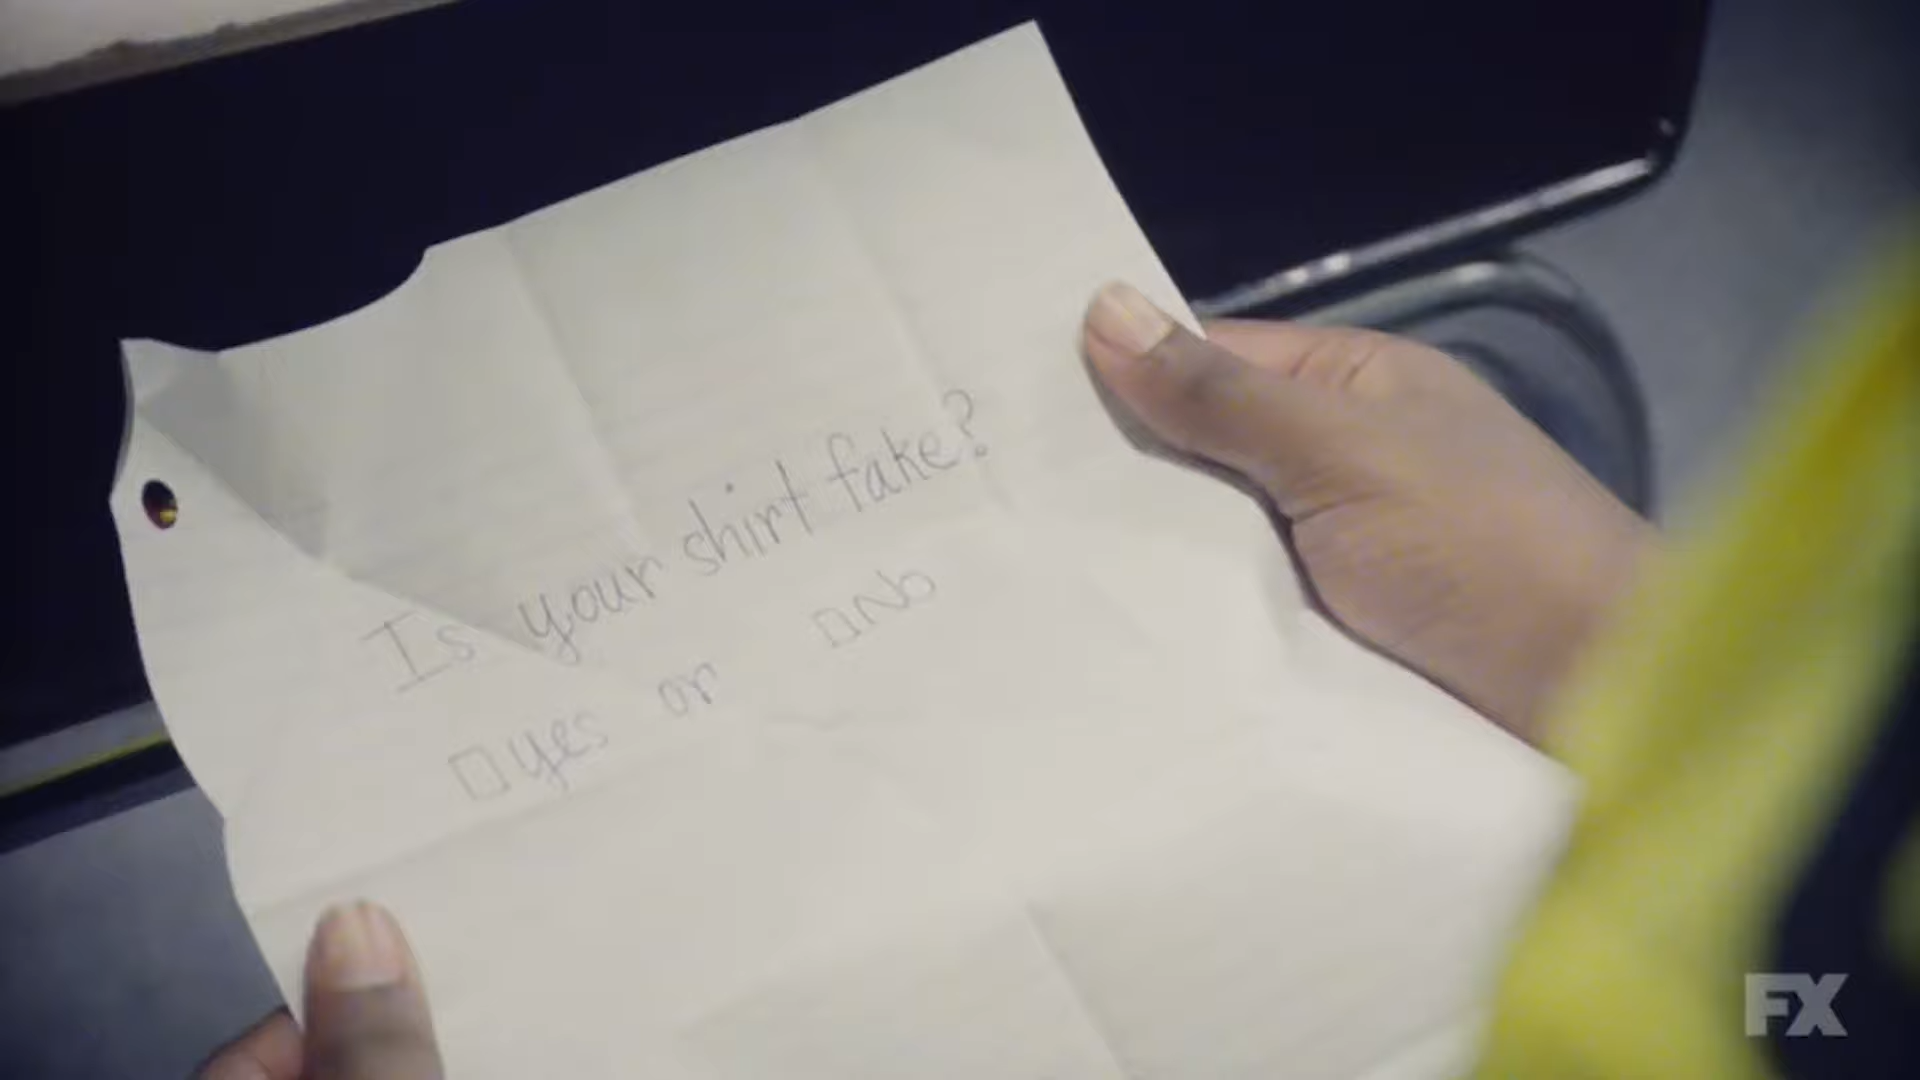 Is your shirt fake?
□ yes or □ No
FX